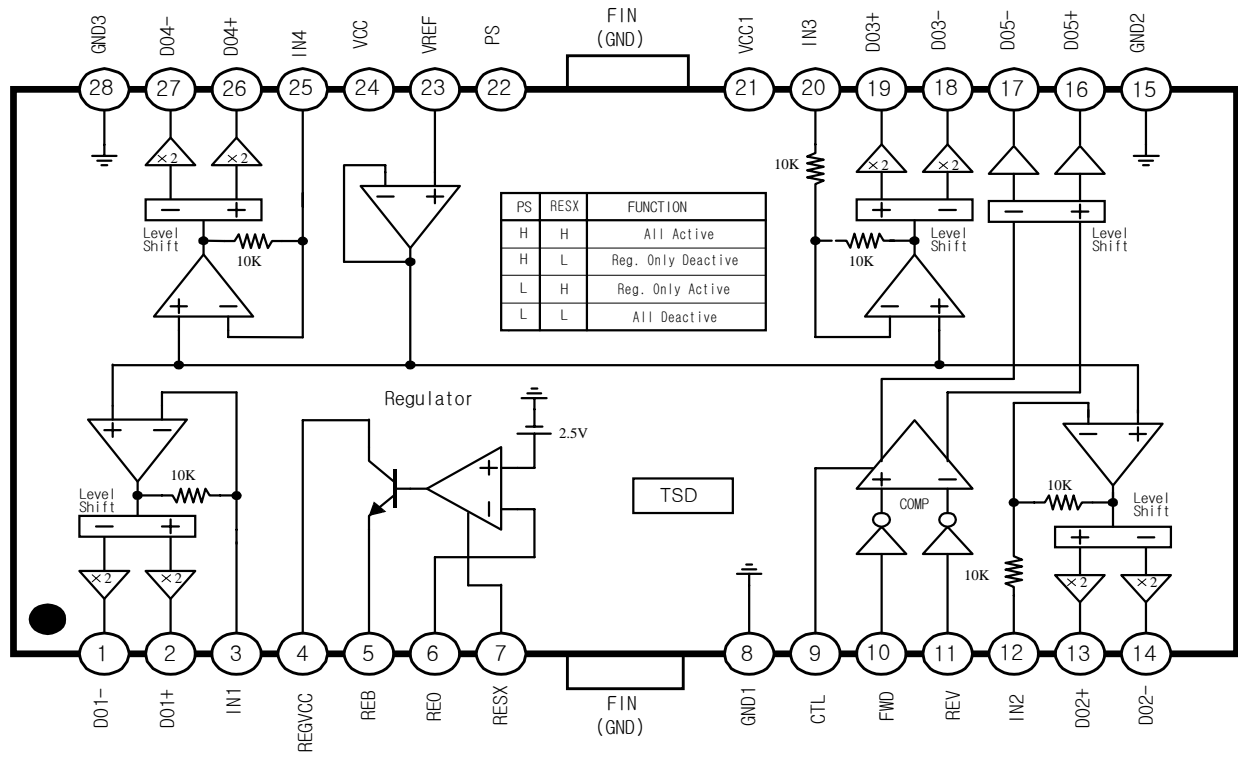 GND3
DO4-
DO4+
IN4
VCC
VREF
PS
FIN
(GND)
VCC1
IN3
DO3+
DO3-
DO5-
DO5+
GND2
28
27
26
25
24
23
22
21
20
19
18
17
16
15
×2
×2
10K
×2
×2
− +
Level
Shift
10K
− +
+ −
Level
Shift
10K
− +
Level
Shift
+ −
− +
PS RESX FUNCTION
H H All Active
H L Reg. Only Deactive
L H Reg. Only Active
L L All Deactive
Regulator
2.5V
+ −
10K
Level
Shift
− +
×2
×2
+
−
TSD
+ −
COMP
− +
10K
Level
Shift
+ −
10K
×2
×2
1
2
3
4
5
6
7
8
9
10
11
12
13
14
DO1-
DO1+
IN1
REGVCC
REB
REO
RESX
FIN
(GND)
GND1
CTL
FWD
REV
IN2
DO2+
DO2-